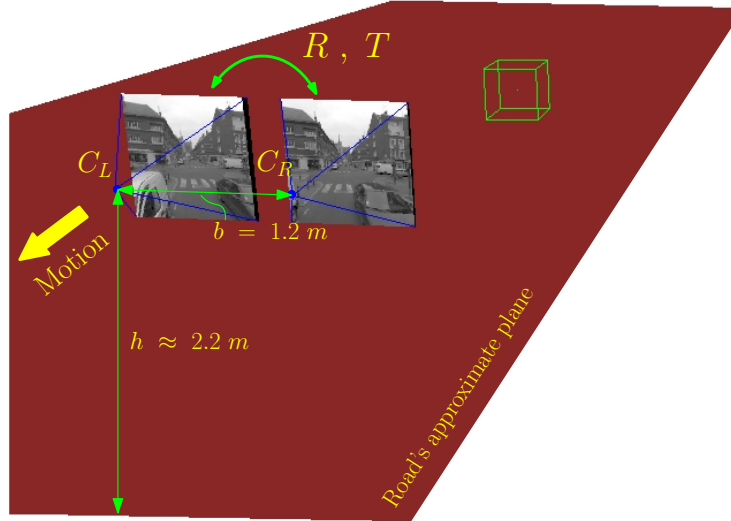 R , T
C_L
C_R
b = 1.2 m
Motion
h ≈ 2.2 m
Road's approximate plane